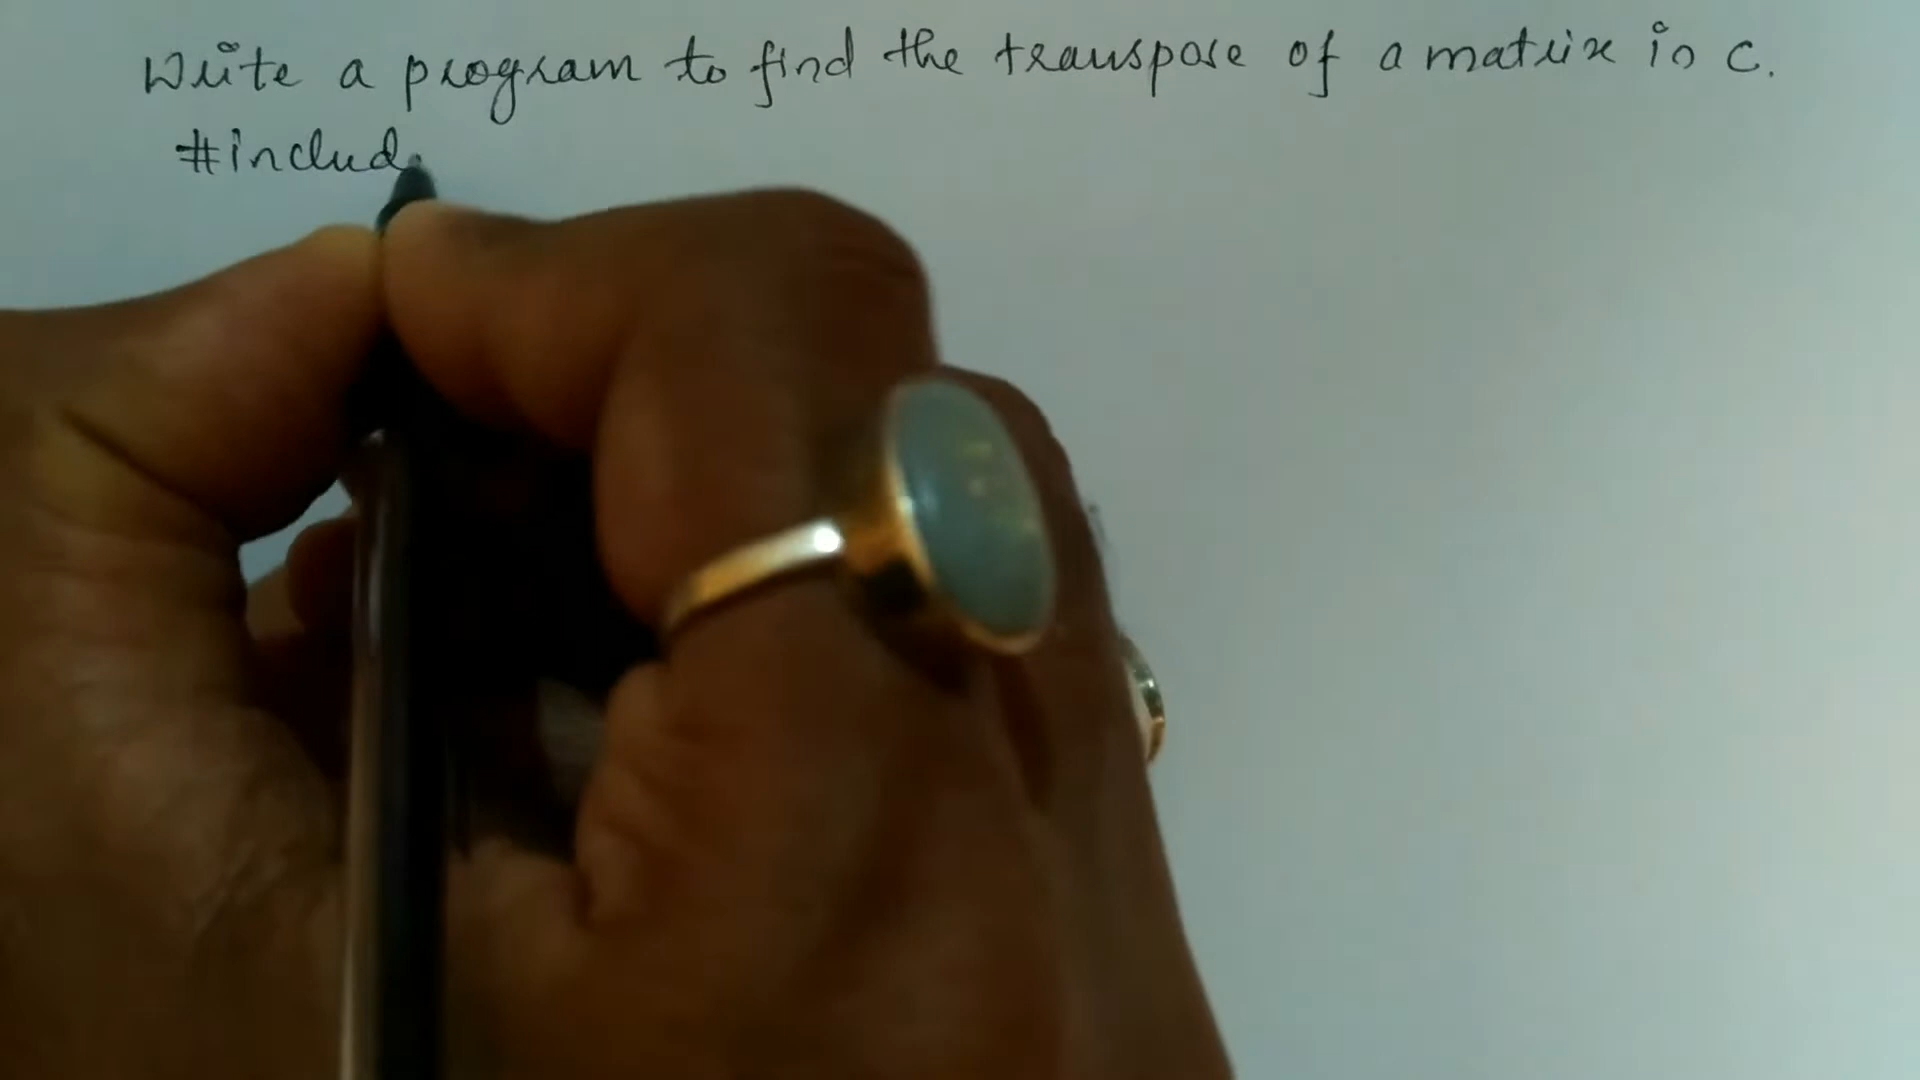 Write a program to find the transpose of a matrix in c.
#includ